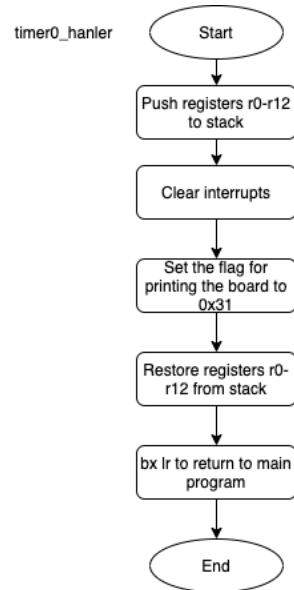 timer0_hanler
Start
Push registers r0-r12
to stack
Clear interrupts
Set the flag for
printing the board to
0x31
Restore registers r0-
r12 from stack
bx lr to return to main
program
End